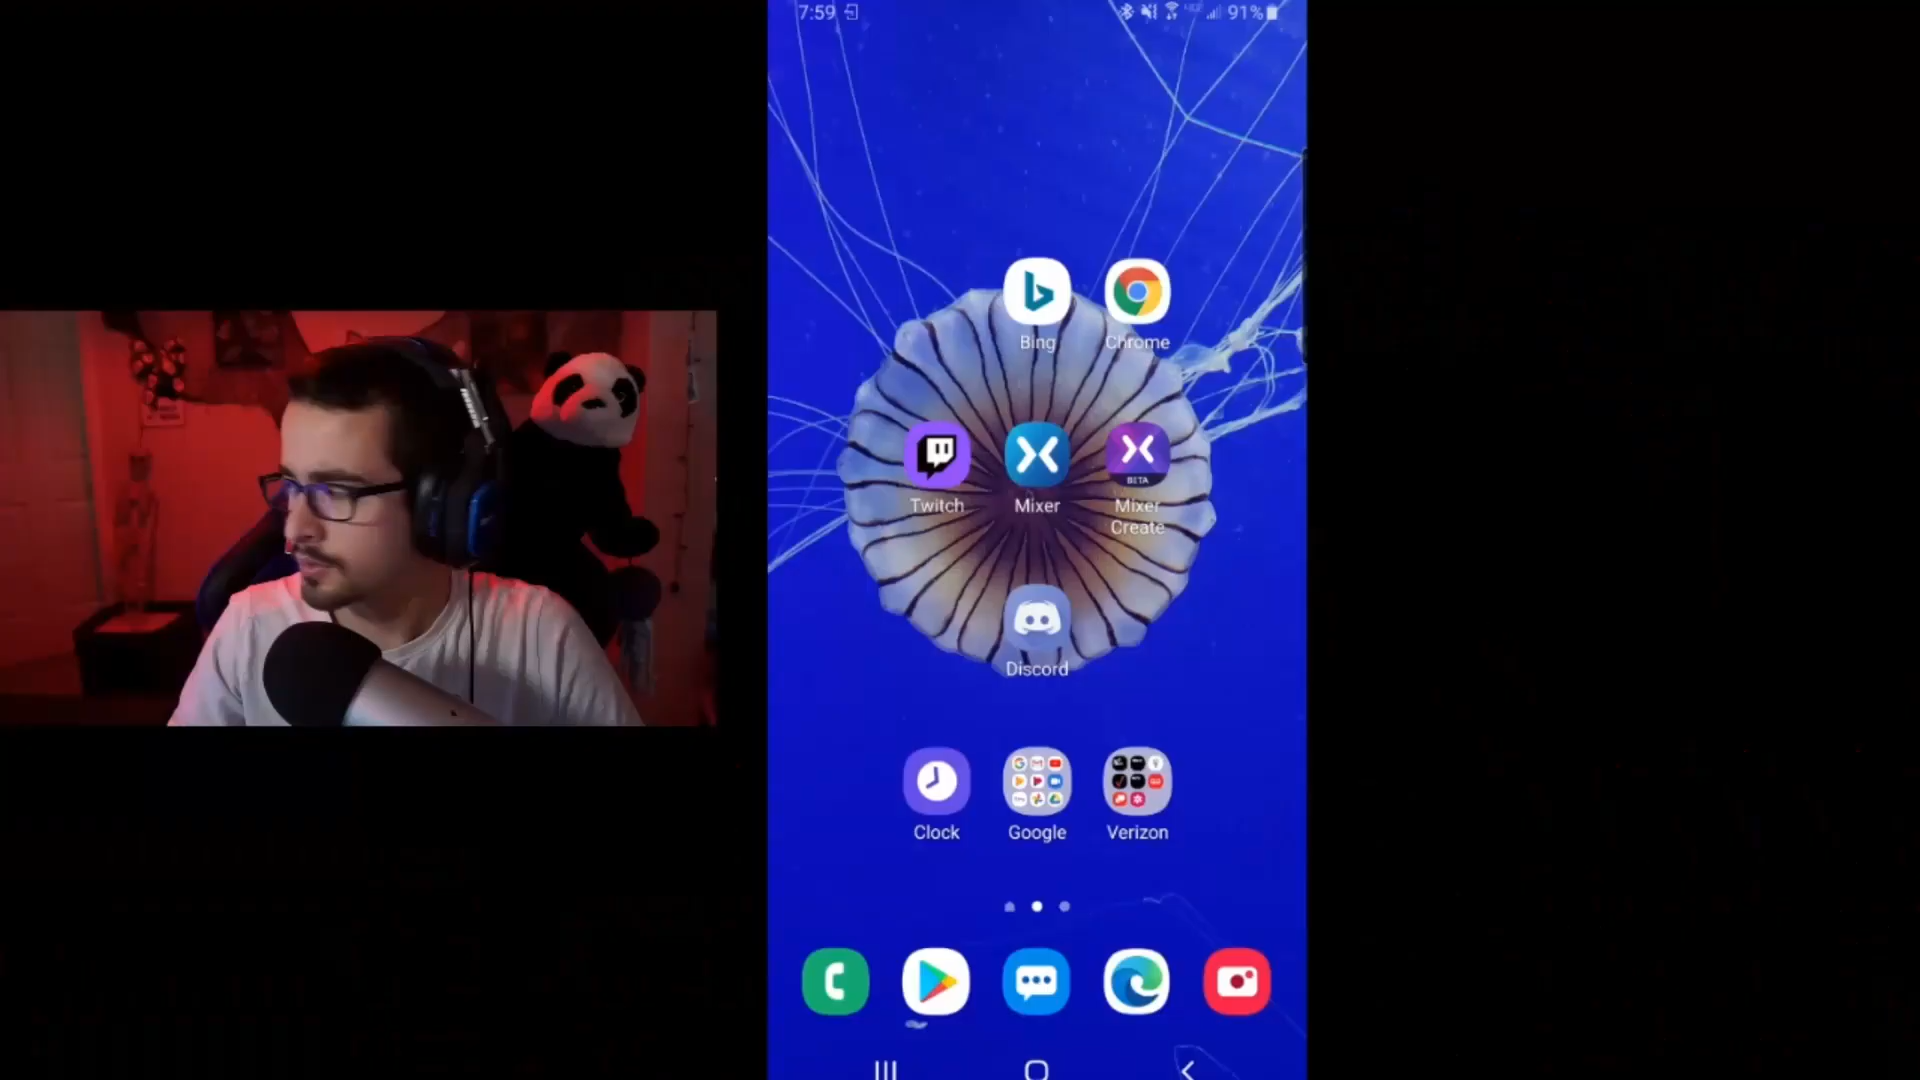 7:59
91%
Bing
Chrome
BETA
Twitch
Mixer
Mixer
Create
Discord
Clock
Google
Verizon